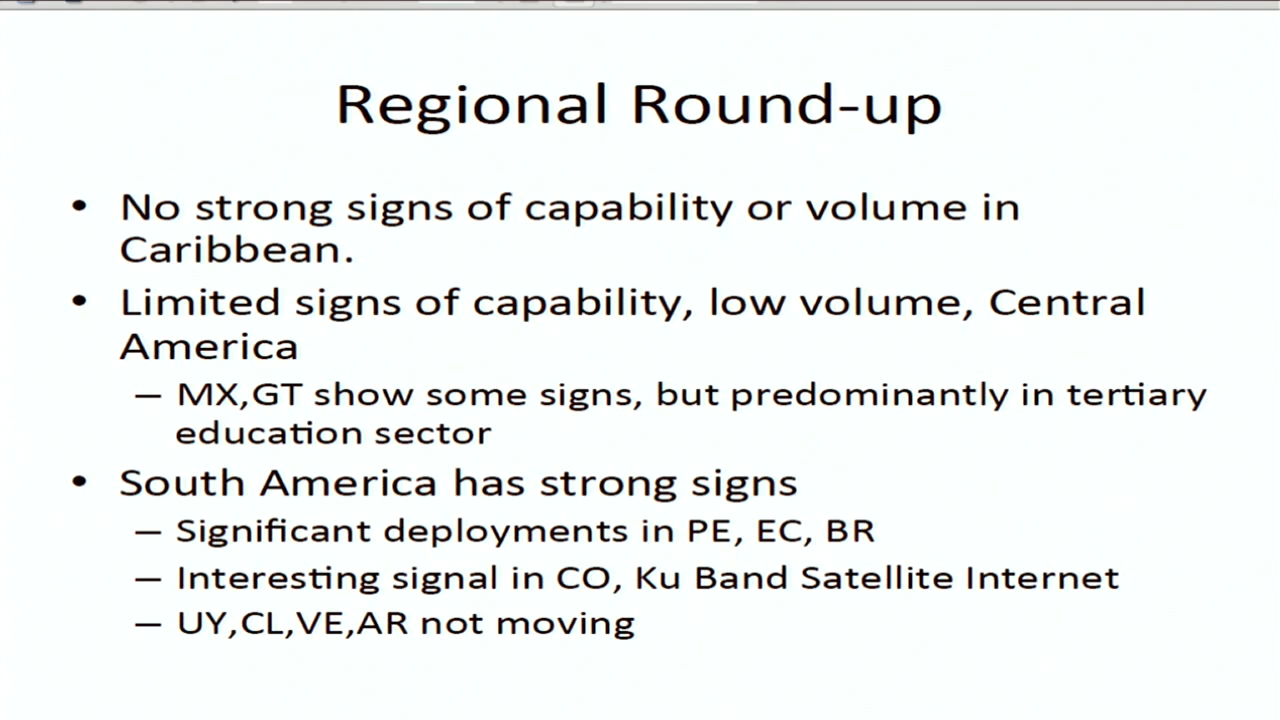 Regional Round-up
• No strong signs of capability or volume in
Caribbean.
• Limited signs of capability, low volume, Central
America
– MX,GT show some signs, but predominantly in tertiary
education sector
• South America has strong signs
– Significant deployments in PE, EC, BR
– Interesting signal in CO, Ku Band Satellite Internet
– UY,CL,VE,AR not moving